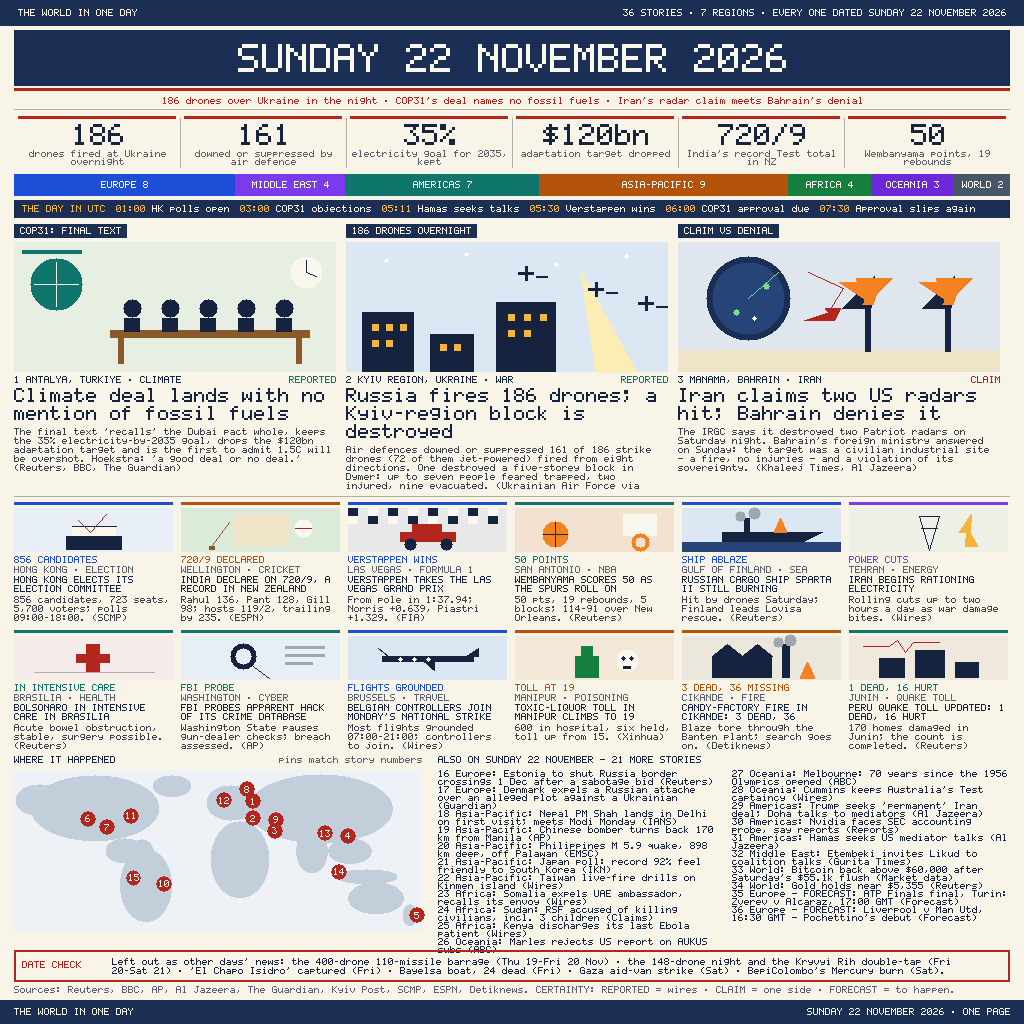 THE WORLD IN ONE DAY
36 STORIES · 7 REGIONS · EVERY ONE DATED SUNDAY 22 NOVEMBER 2026
SUNDAY 22 NOVEMBER 2026
186 drones over Ukraine in the night · COP31's deal names no fossil fuels · Iran's radar claim meets Bahrain's denial
186
drones fired at Ukraine
overnight
161
downed or suppressed by
air defence
35%
electricity goal for 2035,
kept
$120bn
adaptation target dropped
720/9
India's record Test total
in NZ
50
Wembanyama points, 19
rebounds
EUROPE 8
MIDDLE EAST 4
AMERICAS 7
ASIA-PACIFIC 9
AFRICA 4
OCEANIA 3
WORLD 2
THE DAY IN UTC 01:00 HK polls open 03:00 COP31 objections 05:11 Hamas seeks talks 05:30 Verstappen wins 06:00 COP31 approval due 07:30 Approval slips again
COP31: FINAL TEXT
186 DRONES OVERNIGHT
CLAIM VS DENIAL
1 ANTALYA, TURKIYE · CLIMATE
REPORTED
Climate deal lands with no
mention of fossil fuels
The final text 'recalls' the Dubai pact whole, keeps
the 35% electricity-by-2035 goal, drops the $120bn
adaptation target and is the first to admit 1.5C will
be overshot. Hoekstra: 'a good deal or no deal.'
(Reuters, BBC, The Guardian)
2 KYIV REGION, UKRAINE · WAR
REPORTED
Russia fires 186 drones; a
Kyiv-region block is
destroyed
Air defences downed or suppressed 161 of 186 strike
drones (72 of them jet-powered) fired from eight
directions. One destroyed a five-storey block in
Dymer: up to seven people feared trapped, two
injured, nine evacuated. (Ukrainian Air Force via
3 MANAMA, BAHRAIN · IRAN
CLAIM
Iran claims two US radars
hit; Bahrain denies it
The IRGC says it destroyed two Patriot radars on
Saturday night. Bahrain's foreign ministry answered
on Sunday: the target was a civilian industrial site
– a fire, no injuries – and a violation of its
sovereignty. (Khaleej Times, Al Jazeera)
856 CANDIDATES
HONG KONG · ELECTION
HONG KONG ELECTS ITS
ELECTION COMMITTEE
856 candidates, 723 seats,
5,700 voters; polls
09:00-18:00. (SCMP)
720/9 DECLARED
WELLINGTON · CRICKET
INDIA DECLARE ON 720/9, A
RECORD IN NEW ZEALAND
Rahul 136, Pant 128, Gill
98; hosts 119/2, trailing
by 235. (ESPN)
VERSTAPPEN WINS
LAS VEGAS · FORMULA 1
VERSTAPPEN TAKES THE LAS
VEGAS GRAND PRIX
From pole in 1:37.94;
Norris +0.639, Piastri
+1.329. (FIA)
50 POINTS
SAN ANTONIO · NBA
WEMBANYAMA SCORES 50 AS
THE SPURS ROLL ON
50 pts, 19 rebounds, 5
blocks; 114-91 over New
Orleans. (Reuters)
SHIP ABLAZE
GULF OF FINLAND · SEA
RUSSIAN CARGO SHIP SPARTA
II STILL BURNING
Hit by drones Saturday;
Finland leads Lovisa
rescue. (Reuters)
POWER CUTS
TEHRAN · ENERGY
IRAN BEGINS RATIONING
ELECTRICITY
Rolling cuts up to two
hours a day as war damage
bites. (Wires)
IN INTENSIVE CARE
BRASILIA · HEALTH
BOLSONARO IN INTENSIVE
CARE IN BRASILIA
Acute bowel obstruction,
stable, surgery possible.
(Reuters)
FBI PROBE
WASHINGTON · CYBER
FBI PROBES APPARENT HACK
OF ITS CRIME DATABASE
Washington State pauses
gun-dealer checks; breach
assessed. (AP)
FLIGHTS GROUNDED
BRUSSELS · TRAVEL
BELGIAN CONTROLLERS JOIN
MONDAY'S NATIONAL STRIKE
Most flights grounded
07:00-21:00; controllers
to join. (Wires)
TOLL AT 19
MANIPUR · POISONING
TOXIC-LIQUOR TOLL IN
MANIPUR CLIMBS TO 19
600 in hospital, six held,
toll up from 15. (Xinhua)
3 DEAD, 36 MISSING
CIKANDE · FIRE
CANDY-FACTORY FIRE IN
CIKANDE: 3 DEAD, 36
Blaze tore through the
Banten plant; search goes
on. (Detiknews)
1 DEAD, 16 HURT
JUNIN · QUAKE TOLL
PERU QUAKE TOLL UPDATED: 1
DEAD, 16 HURT
170 homes damaged in
Junin; the count is
completed. (Reuters)
WHERE IT HAPPENED
pins match story numbers
8
12
1
6
11
7
2
9
3
13
4
14
15
10
5
ALSO ON SUNDAY 22 NOVEMBER – 21 MORE STORIES
16 Europe: Estonia to shut Russia border
crossings 1 Dec after a sabotage bid (Reuters)
17 Europe: Denmark expels a Russian attache
over an alleged plot against a Ukrainian
(Guardian)
18 Asia-Pacific: Nepal PM Shah lands in Delhi
on first visit; meets Modi Monday (IANS)
19 Asia-Pacific: Chinese bomber turns back 170
km from Manila (AP)
20 Asia-Pacific: Philippines M 5.9 quake, 898
km deep, off Palawan (EMSC)
21 Asia-Pacific: Japan poll: record 92% feel
friendly to South Korea (IKN)
22 Asia-Pacific: Taiwan live-fire drills on
Kinmen island (Wires)
23 Africa: Somalia expels UAE ambassador,
recalls its envoy (Wires)
24 Africa: Sudan: RSF accused of killing
civilians, incl. 3 children (Claims)
25 Africa: Kenya discharges its last Ebola
patient (Wires)
26 Oceania: Marles rejects US report on AUKUS
subs (ABC)
27 Oceania: Melbourne: 70 years since the 1956
Olympics opened (ABC)
28 Oceania: Cummins keeps Australia's Test
captaincy (Wires)
29 Americas: Trump seeks 'permanent' Iran
deal; Doha talks to mediators (Al Jazeera)
30 Americas: Nvidia faces SEC accounting
probe, say reports (Reports)
31 Americas: Hamas seeks US mediator talks (Al
Jazeera)
32 Middle East: Etembeki invites Likud to
coalition talks (Gurita Times)
33 World: Bitcoin back above $60,000 after
Saturday's $55.1k flush (Market data)
34 World: Gold holds near $5,355 (Reuters)
35 Europe – FORECAST: ATP Finals final, Turin:
Zverev v Alcaraz, 17:00 GMT (Forecast)
36 Europe – FORECAST: Liverpool v Man Utd,
16:30 GMT – Pochettino's debut (Forecast)
DATE CHECK
Left out as other days' news: the 400-drone 110-missile barrage (Thu 19-Fri 20 Nov) · the 148-drone night and the Kryvyi Rih double-tap (Fri
20-Sat 21) · 'El Chapo Isidro' captured (Fri) · Bayelsa boat, 24 dead (Fri) · Gaza aid-van strike (Sat) · BepiColombo's Mercury burn (Sat).
Sources: Reuters, BBC, AP, Al Jazeera, The Guardian, Kyiv Post, SCMP, ESPN, Detiknews. CERTAINTY: REPORTED = wires · CLAIM = one side · FORECAST = to happen.
THE WORLD IN ONE DAY
SUNDAY 22 NOVEMBER 2026 · ONE PAGE